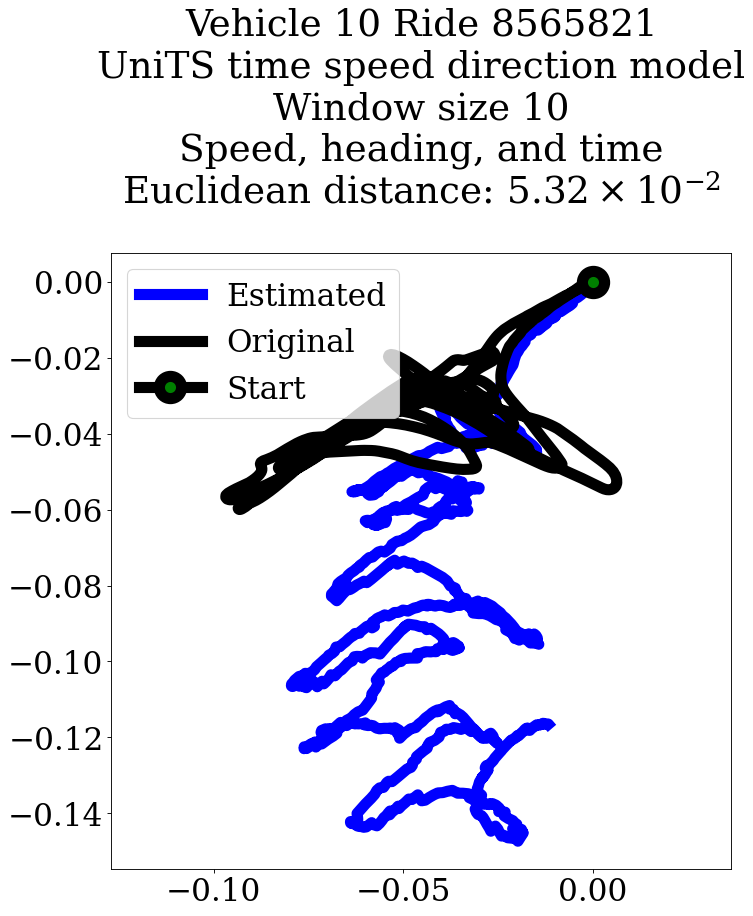 Vehicle 10 Ride 8565821
UniTS time speed direction model
Window size 10
Speed, heading, and time
Euclidean distance: 5.32 × 10⁻²
Estimated
Original
Start
0.00
−0.02
−0.04
−0.06
−0.08
−0.10
−0.12
−0.14
−0.10
−0.05
0.00